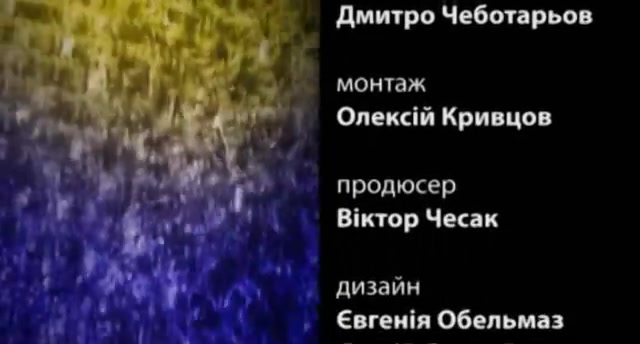 Дмитро Чеботарьов
монтаж
Олексій Кривцов
продюсер
Віктор Чесак
дизайн
Євгенія Обельмаз